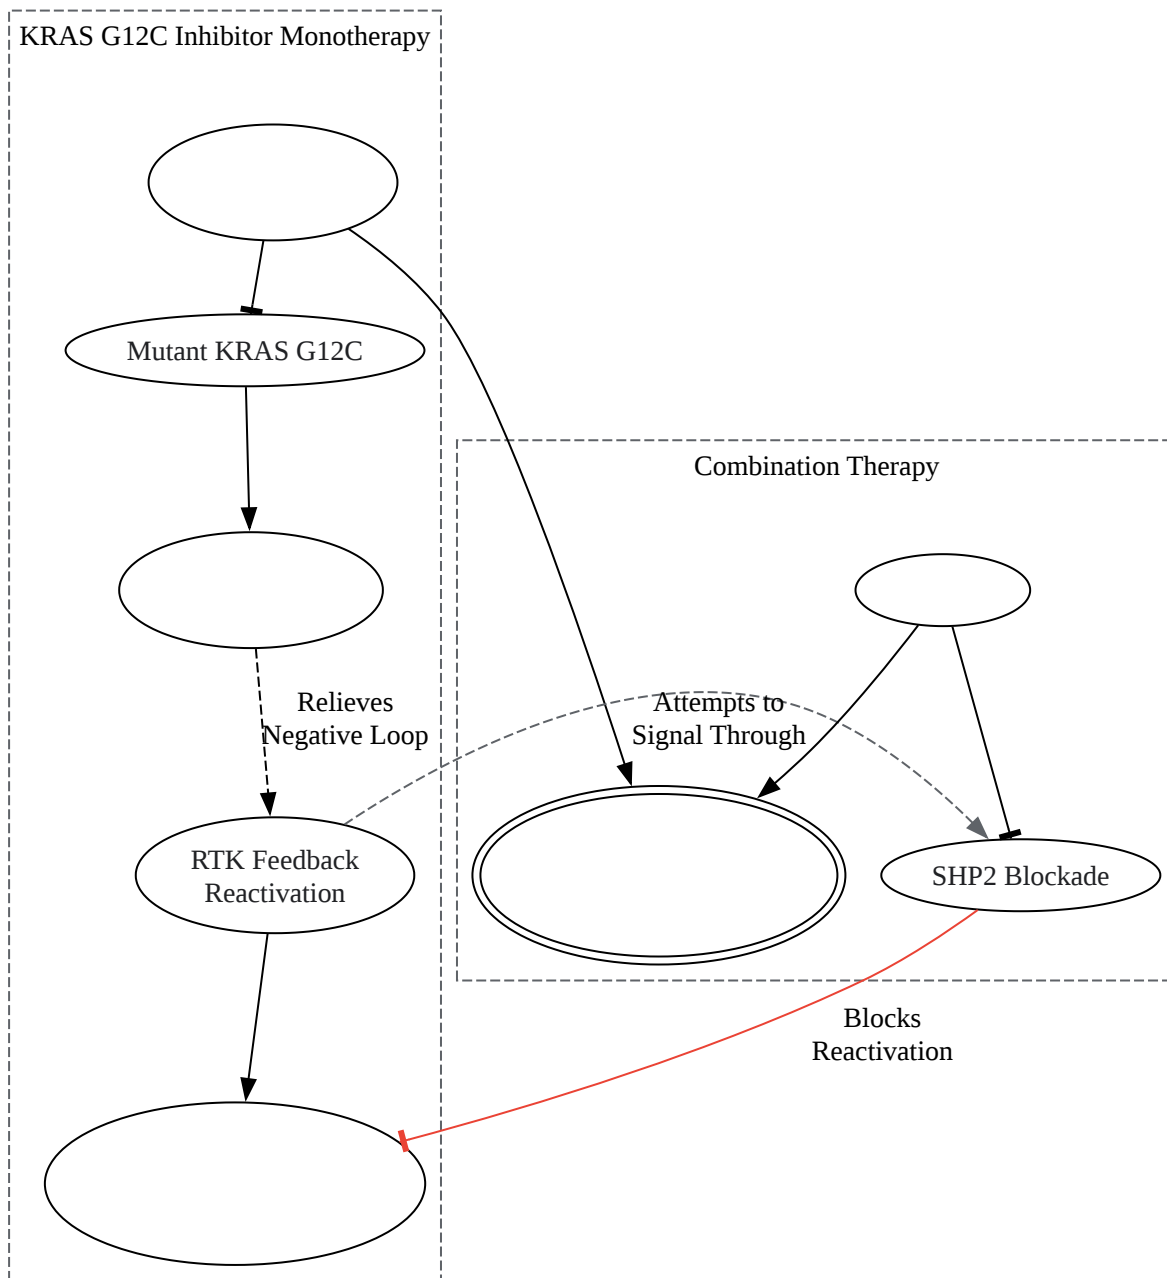 KRAS G12C Inhibitor Monotherapy
Mutant KRAS G12C
Combination Therapy
Relieves
Negative Loop
Attempts to
Signal Through
RTK Feedback
Reactivation
SHP2 Blockade
Blocks
Reactivation